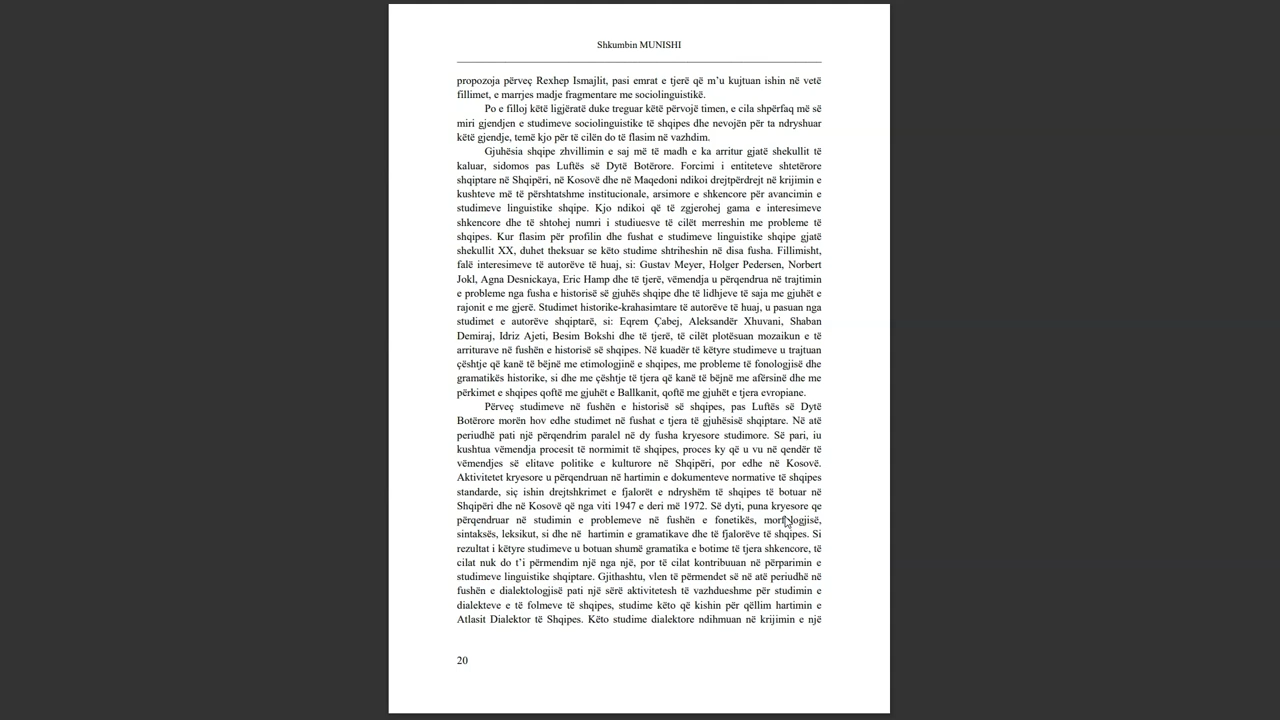 Shkumbin MUNISHI
propozoja përveç Rexhep Ismajlit, pasi emrat e tjerë që m’u kujtuan ishin në vetë
fillimet, e marrjes madje fragmentare me sociolinguistikë.
Po e filloj këtë ligjëratë duke treguar këtë përvojë timen, e cila shpërfaq më së
miri gjendjen e studimeve sociolinguistike të shqipes dhe nevojën për ta ndryshuar
këtë gjendje, temë kjo për të cilën do të flasim në vazhdim.
Gjuhësia shqipe zhvillimin e saj më të madh e ka arritur gjatë shekullit të
kaluar, sidomos pas Luftës së Dytë Botërore. Forcimi i entiteteve shtetërore
shqiptare në Shqipëri, në Kosovë dhe në Maqedoni ndikoi drejtpërdrejt në krijimin e
kushteve më të përshtatshme institucionale, arsimore e shkencore për avancimin e
studimeve linguistike shqipe. Kjo ndikoi që të zgjerohej gama e interesimeve
shkencore dhe të shtohej numri i studiuesve të cilët merreshin me probleme të
shqipes. Kur flasim për profilin dhe fushat e studimeve linguistike shqipe gjatë
shekullit XX, duhet theksuar se këto studime shtriheshin në disa fusha. Fillimisht,
falë interesimeve të autorëve të huaj, si: Gustav Meyer, Holger Pedersen, Norbert
Jokl, Agna Desnickaya, Eric Hamp dhe të tjerë, vëmendja u përqendrua në trajtimin
e probleme nga fusha e historisë së gjuhës shqipe dhe të lidhjeve të saja me gjuhët e
rajonit e me gjerë. Studimet historike-krahasimtare të autorëve të huaj, u pasuan nga
studimet e autorëve shqiptarë, si: Eqrem Çabej, Aleksandër Xhuvani, Shaban
Demiraj, Idriz Ajeti, Besim Bokshi dhe të tjerë, të cilët plotësuan mozaikun e të
arriturave në fushën e historisë së shqipes. Në kuadër të këtyre studimeve u trajtuan
çështje që kanë të bëjnë me etimologjinë e shqipes, me probleme të fonologjisë dhe
gramatikës historike, si dhe me çështje të tjera që kanë të bëjnë me afërsinë dhe me
përkimet e shqipes qoftë me gjuhët e Ballkanit, qoftë me gjuhët e tjera evropiane.
Përveç studimeve në fushën e historisë së shqipes, pas Luftës së Dytë
Botërore morën hov edhe studimet në fushat e tjera të gjuhësisë shqiptare. Në atë
periudhë pati një përqendrim paralel në dy fusha kryesore studimore. Së pari, iu
kushtua vëmendja procesit të normimit të shqipes, proces ky që u vu në qendër të
vëmendjes së elitave politike e kulturore në Shqipëri, por edhe në Kosovë.
Aktivitetet kryesore u përqendruan në hartimin e dokumenteve normative të shqipes
standarde, siç ishin drejtshkrimet e fjalorët e ndryshëm të shqipes të botuar në
Shqipëri dhe në Kosovë që nga viti 1947 e deri më 1972. Së dyti, puna kryesore qe
përqendruar në studimin e problemeve në fushën e fonetikës, morfologjisë,
sintaksës, leksikut, si dhe në hartimin e gramatikave dhe të fjalorëve të shqipes. Si
rezultat i këtyre studimeve u botuan shumë gramatika e botime të tjera shkencore, të
cilat nuk do t’i përmendim një nga një, por të cilat kontribuuan në përparimin e
studimeve linguistike shqiptare. Gjithashtu, vlen të përmendet së në atë periudhë në
fushën e dialektologjisë pati një sërë aktivitetesh të vazhdueshme për studimin e
dialekteve e të folmeve të shqipes, studime këto që kishin për qëllim hartimin e
Atlasit Dialektor të Shqipes. Këto studime dialektore ndihmuan në krijimin e një
20